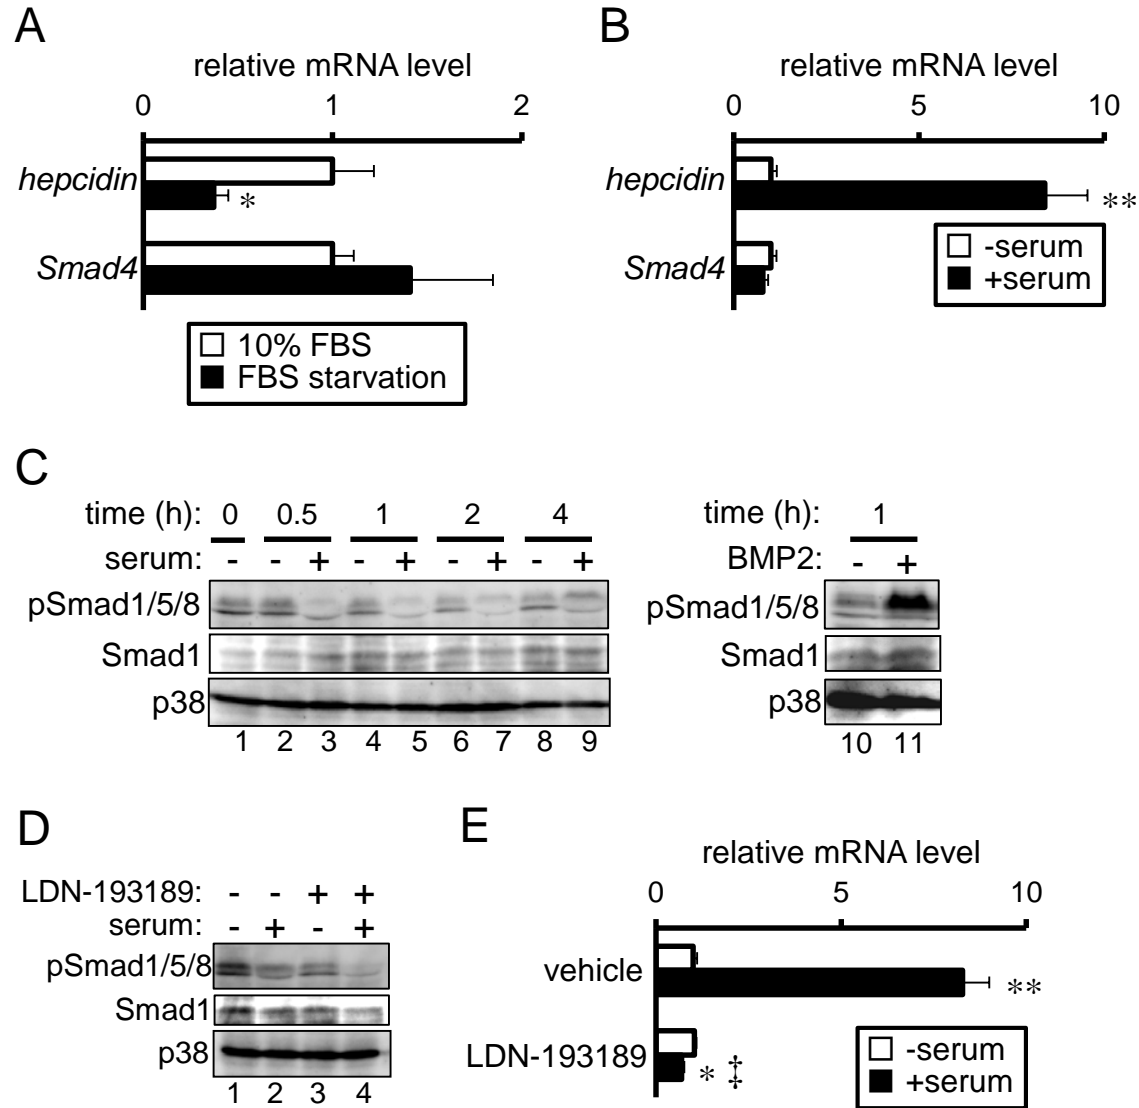 A
relative mRNA level
0 1 2
hepcidin
*
Smad4
10% FBS
FBS starvation
B
relative mRNA level
0 5 10
hepcidin
**
Smad4
-serum
+serum
C
time (h): 0 0.5 1 2 4
serum: - - + - + - + - +
pSmad1/5/8
Smad1
p38
1 2 3 4 5 6 7 8 9
time (h): 1
BMP2: - +
pSmad1/5/8
Smad1
p38
10 11
D
LDN-193189: - - + +
serum: - + - +
pSmad1/5/8
Smad1
p38
1 2 3 4
E
relative mRNA level
0 5 10
vehicle
**
LDN-193189
* ‡
-serum
+serum